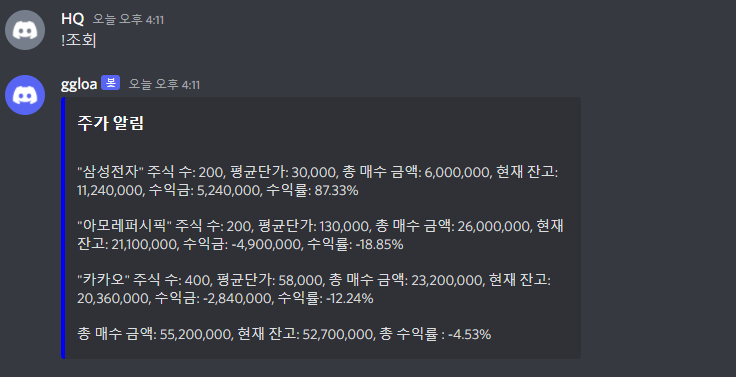 HQ 오늘 오후 4:11
!조회
ggloa 봇 오늘 오후 4:11
주가 알림
"삼성전자" 주식 수: 200, 평균단가: 30,000, 총 매수 금액: 6,000,000, 현재 잔고:
11,240,000, 수익금: 5,240,000, 수익률: 87.33%
"아모레퍼시픽" 주식 수: 200, 평균단가: 130,000, 총 매수 금액: 26,000,000, 현재
잔고: 21,100,000, 수익금: -4,900,000, 수익률: -18.85%
"카카오" 주식 수: 400, 평균단가: 58,000, 총 매수 금액: 23,200,000, 현재 잔고:
20,360,000, 수익금: -2,840,000, 수익률: -12.24%
총 매수 금액: 55,200,000, 현재 잔고: 52,700,000, 총 수익률 : -4.53%